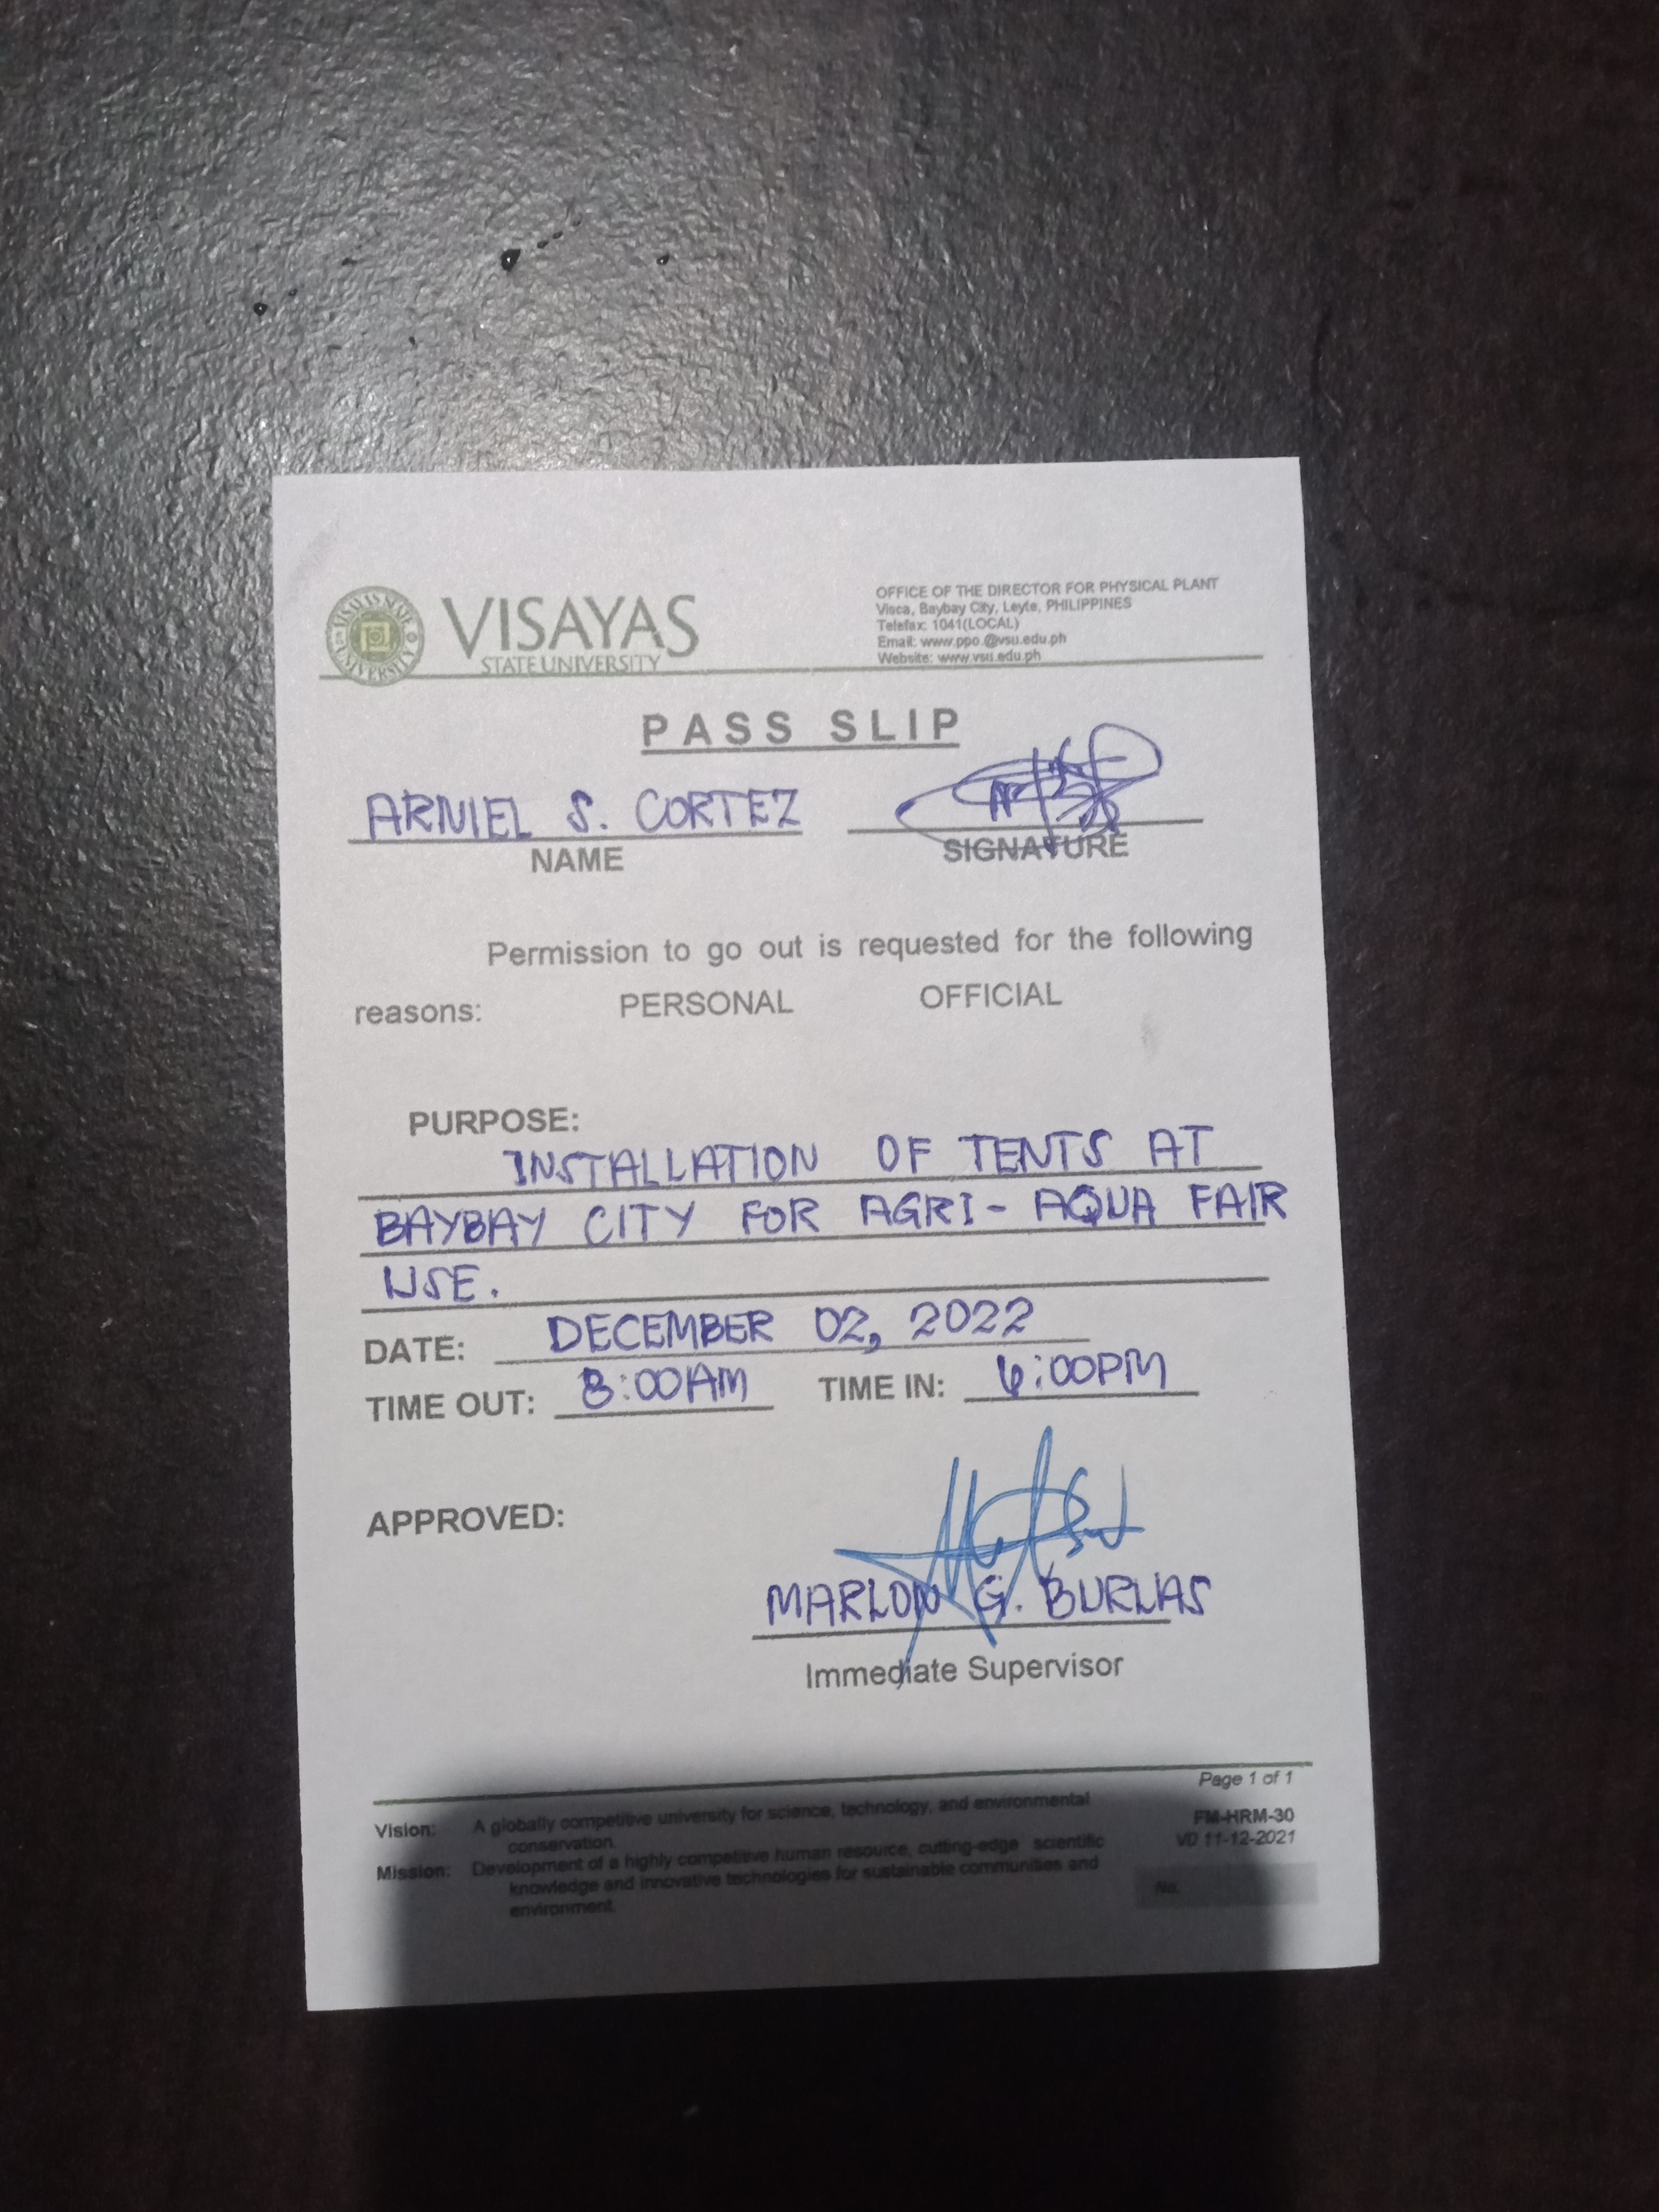 VISAYAS
STATE UNIVERSITY
VISAYAS STATE UNIVERSITY
OFFICE OF THE DIRECTOR FOR PHYSICAL PLANT
Visca, Baybay City, Leyte, PHILIPPINES
Telefax: 1041(LOCAL)
Email: www.ppo.@vsu.edu.ph
Website: www.vsu.edu.ph
PASS SLIP
ARNIEL S. CORTEZ
NAME SIGNATURE
Permission to go out is requested for the following
reasons: PERSONAL OFFICIAL
PURPOSE:
INSTALLATION OF TENTS AT
BAYBAY CITY FOR AGRI-AQUA FAIR
USE.
DATE: DECEMBER 02, 2022
TIME OUT: 8:00AM TIME IN: 6:00PM
APPROVED:
MARLON G. BURLAS
Immediate Supervisor
Page 1 of 1
Vision: A globally competitive university for science, technology, and environmental
conservation.
Mission: Development of a highly competitive human resource, cutting-edge scientific
knowledge and innovative technologies for sustainable communities and
environment.
FM-HRM-30
V0 11-12-2021
No.